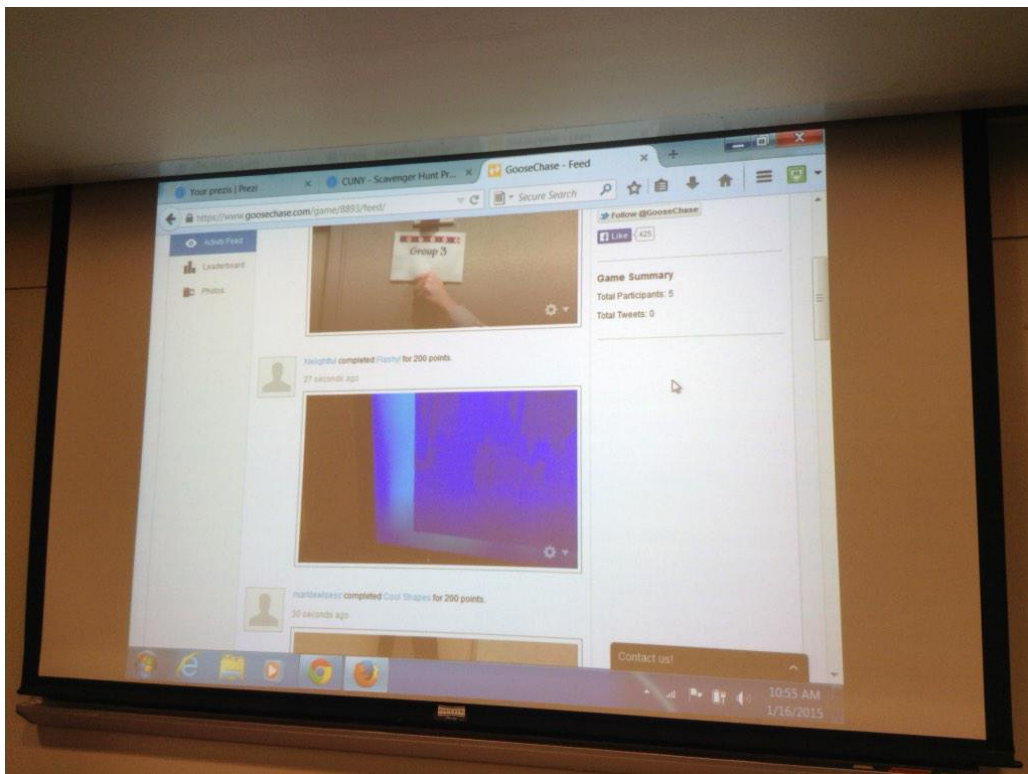 Your prezis | Prezi
CUNY - Scavenger Hunt Pr...
GooseChase - Feed
https://www.goosechase.com/game/8893/feed/
Secure Search
Activity Feed
Leaderboard
Photos
Group 3
Follow @GooseChase
Like 425
Game Summary
Total Participants: 5
Total Tweets: 0
completed Flashy! for 200 points.
27 seconds ago
completed Cool Shapes for 200 points.
30 seconds ago
Contact us!
10:55 AM
1/16/2015